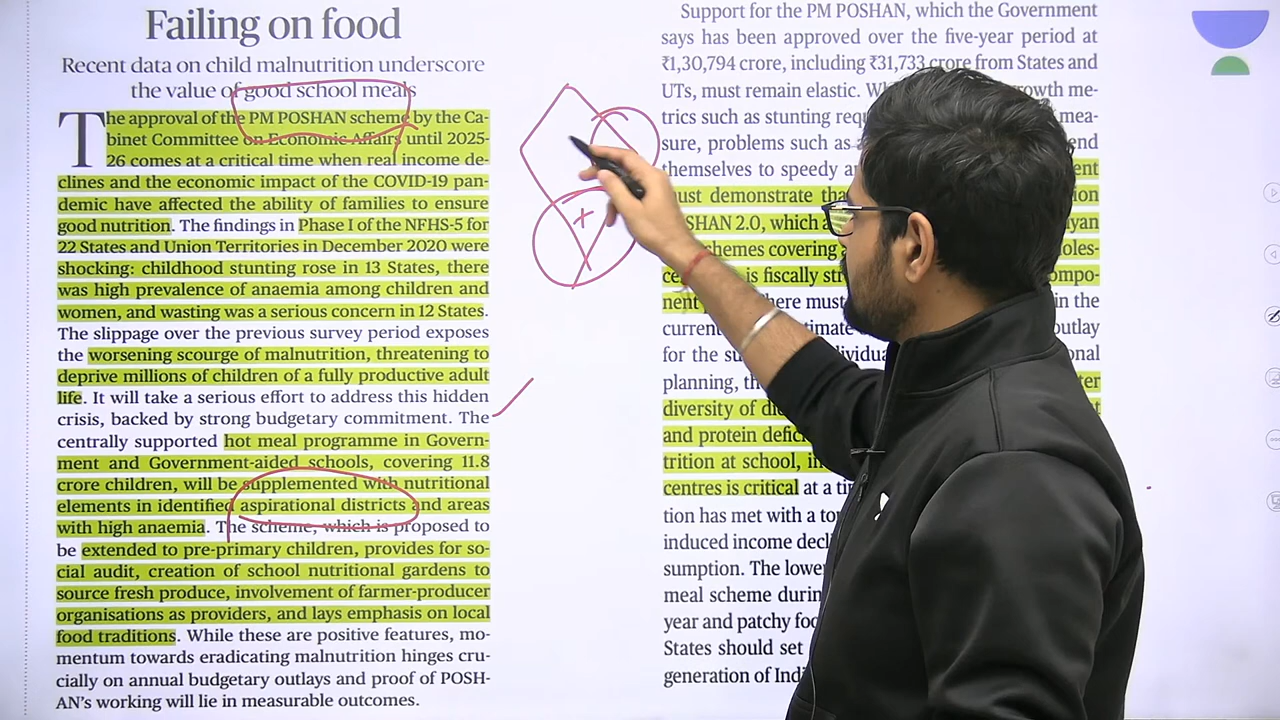 Failing on food
Recent data on child malnutrition underscore
the value of good school meals
The approval of the PM POSHAN scheme by the Ca-
binet Committee on Economic Affairs until 2025-
26 comes at a critical time when real income de-
clines and the economic impact of the COVID-19 pan-
demic have affected the ability of families to ensure
good nutrition. The findings in Phase I of the NFHS-5 for
22 States and Union Territories in December 2020 were
shocking: childhood stunting rose in 13 States, there
was high prevalence of anaemia among children and
women, and wasting was a serious concern in 12 States.
The slippage over the previous survey period exposes
the worsening scourge of malnutrition, threatening to
deprive millions of children of a fully productive adult
life. It will take a serious effort to address this hidden
crisis, backed by strong budgetary commitment. The
centrally supported hot meal programme in Govern-
ment and Government-aided schools, covering 11.8
crore children, will be supplemented with nutritional
elements in identified aspirational districts and areas
with high anaemia. The scheme, which is proposed to
be extended to pre-primary children, provides for so-
cial audit, creation of school nutritional gardens to
source fresh produce, involvement of farmer-producer
organisations as providers, and lays emphasis on local
food traditions. While these are positive features, mo-
mentum towards eradicating malnutrition hinges cru-
cially on annual budgetary outlays and proof of POSH-
AN's working will lie in measurable outcomes.
Support for the PM POSHAN, which the Government
says has been approved over the five-year period at
₹1,30,794 crore, including ₹31,733 crore from States and
UTs, must remain elastic. growth me-
trics such as stunting mea-
sure, problems such as
themselves to speedy
must demonstrate
SHAN 2.0, which
schemes covering
is fiscally
here must in the
current outlay
for the
planning,
diversity of
and protein
trition at school,
centres is critical at a
tion has met with a
induced income
sumption. The
meal scheme
year and patchy
States should set
generation of